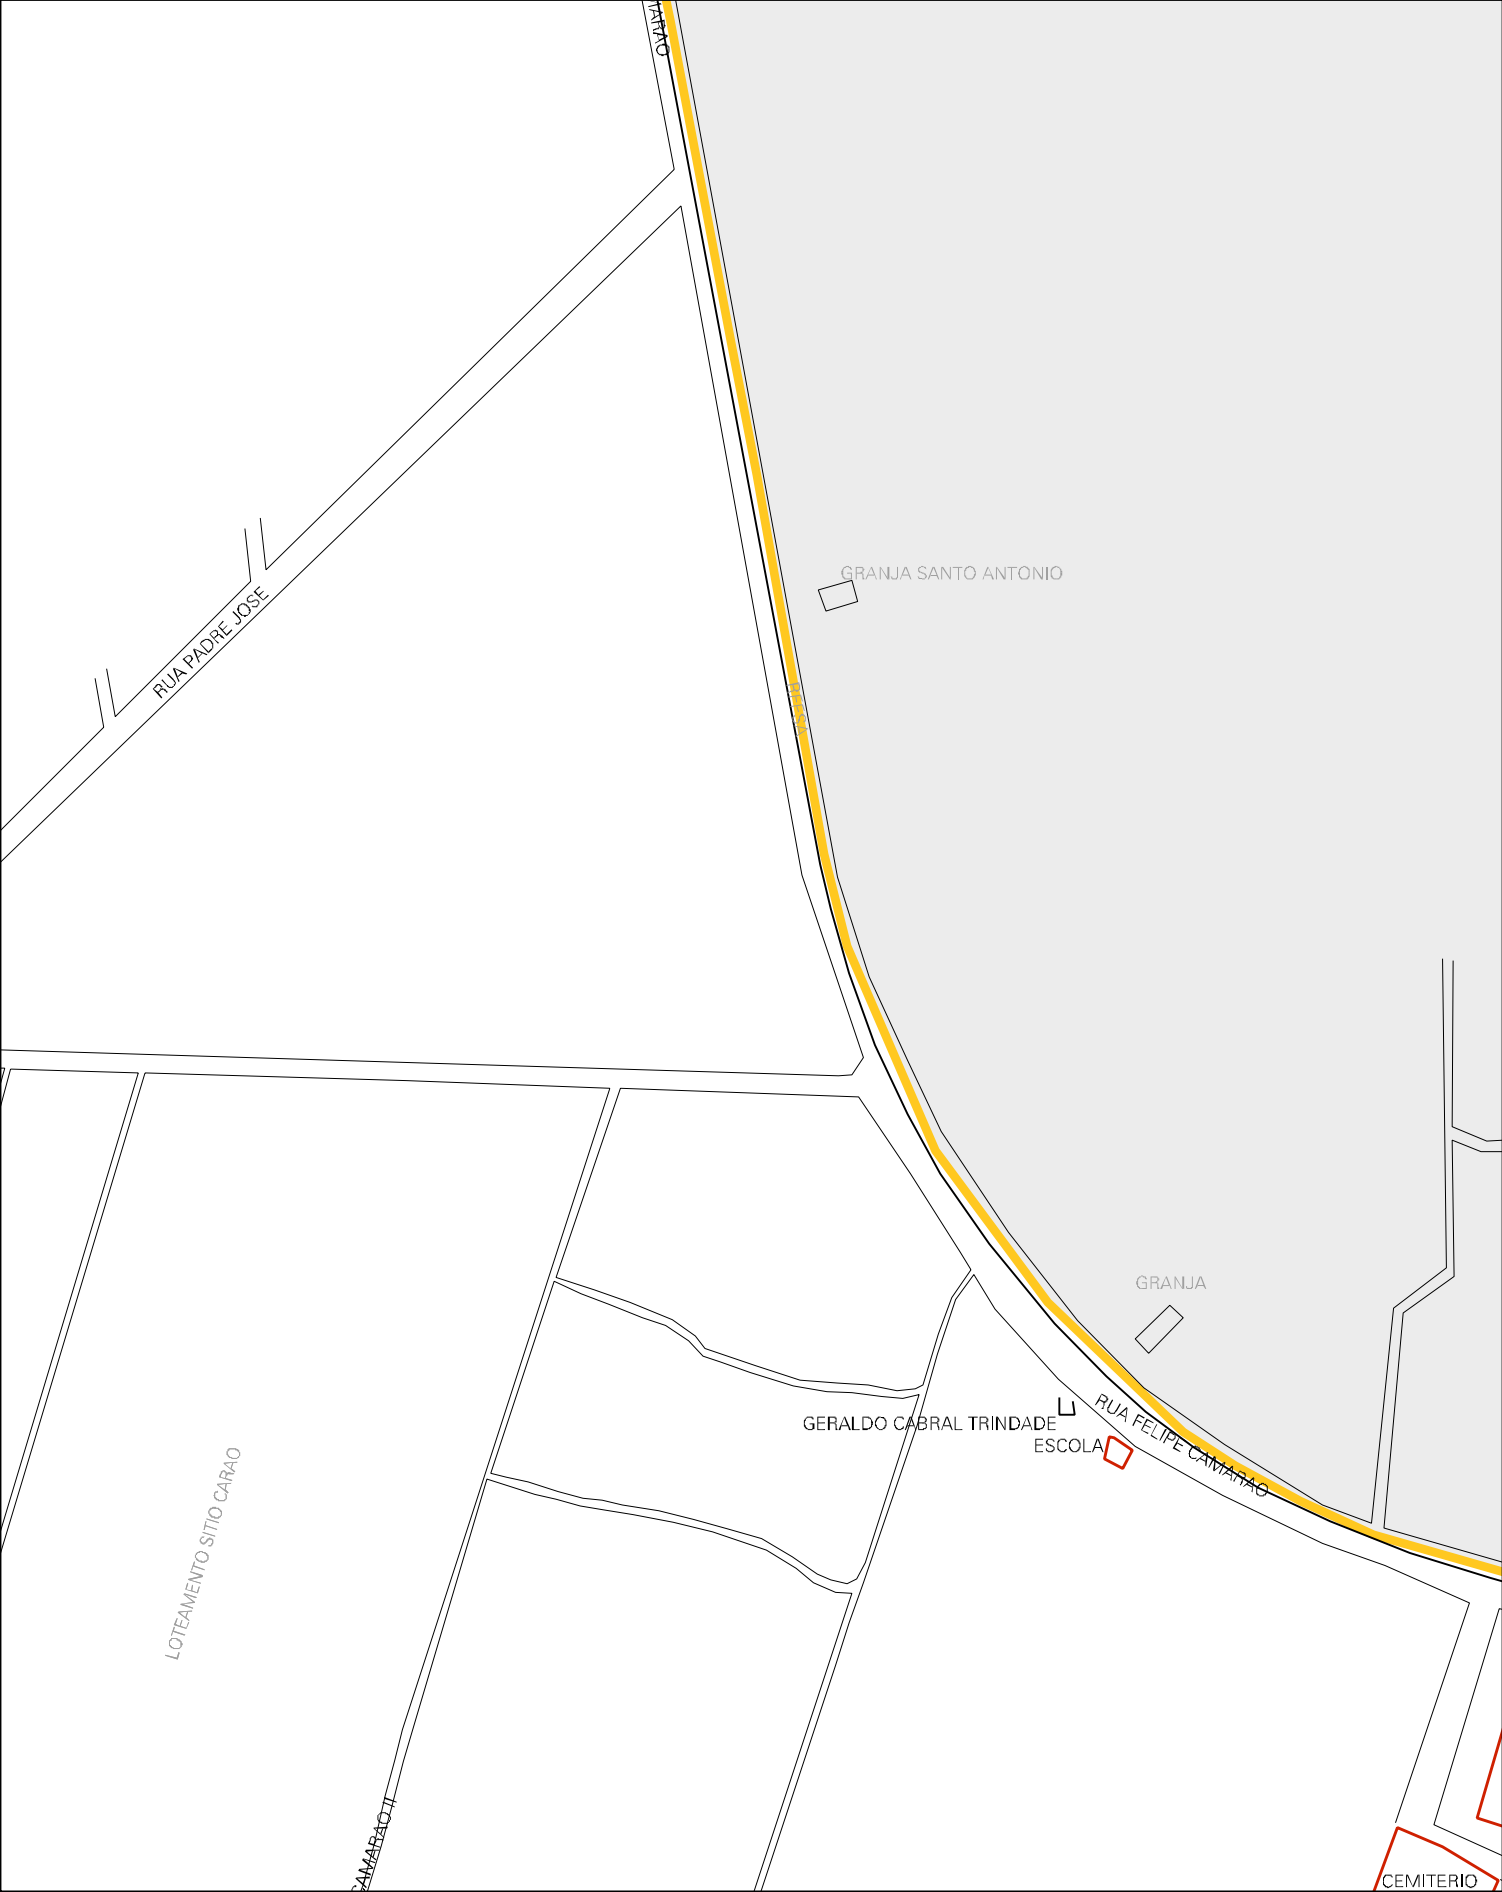 GRANJA SANTO ANTONIO
RUA PADRE JOSE
GRANJA
RUA FELIPE CAMARAO
GERALDO CABRAL TRINDADE
ESCOLA
LOTEAMENTO SITIO CARAO
CAMARAO II
CEMITERIO